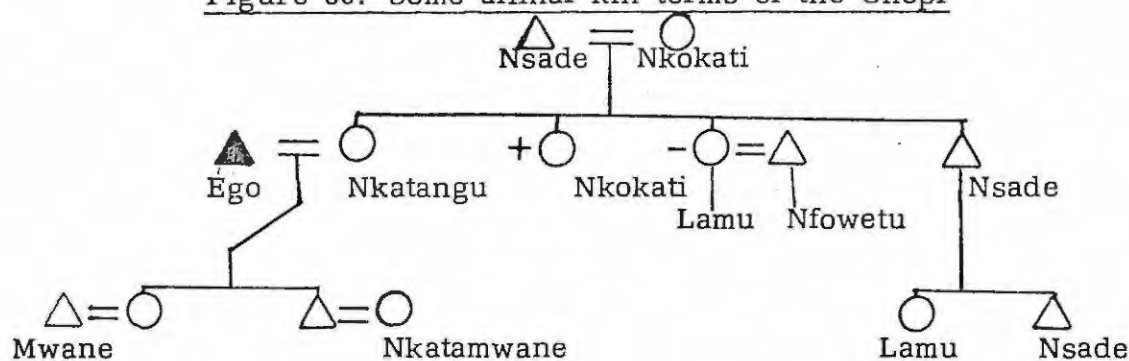 Figure Some affinal kin terms of the Chopi
Nsade Nkokati
+ -
Ego Nkatangu Nkokati Nsade
Lamu Nfowetu
Mwane Nkatamwane Lamu Nsade